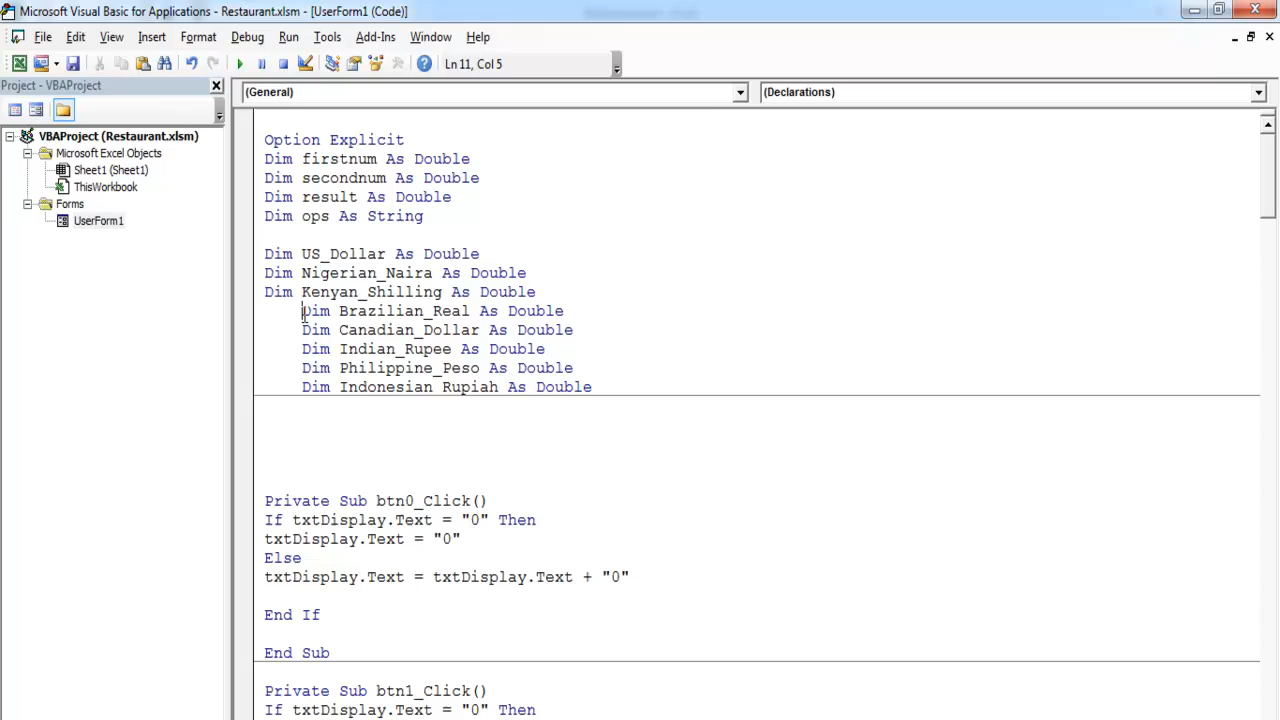 Microsoft Visual Basic for Applications - Restaurant.xlsm - [UserForm1 (Code)]
File Edit View Insert Format Debug Run Tools Add-Ins Window Help
Ln 11, Col 5
Project - VBAProject
(General)
(Declarations)
VBAProject (Restaurant.xlsm)
Microsoft Excel Objects
Sheet1 (Sheet1)
ThisWorkbook
Forms
UserForm1
Option Explicit
Dim firstnum As Double
Dim secondnum As Double
Dim result As Double
Dim ops As String
Dim US_Dollar As Double
Dim Nigerian_Naira As Double
Dim Kenyan_Shilling As Double
Dim Brazilian_Real As Double
Dim Canadian_Dollar As Double
Dim Indian_Rupee As Double
Dim Philippine_Peso As Double
Dim Indonesian_Rupiah As Double
Private Sub btn0_Click()
If txtDisplay.Text = "0" Then
txtDisplay.Text = "0"
Else
txtDisplay.Text = txtDisplay.Text + "0"
End If
End Sub
Private Sub btn1_Click()
If txtDisplay.Text = "0" Then